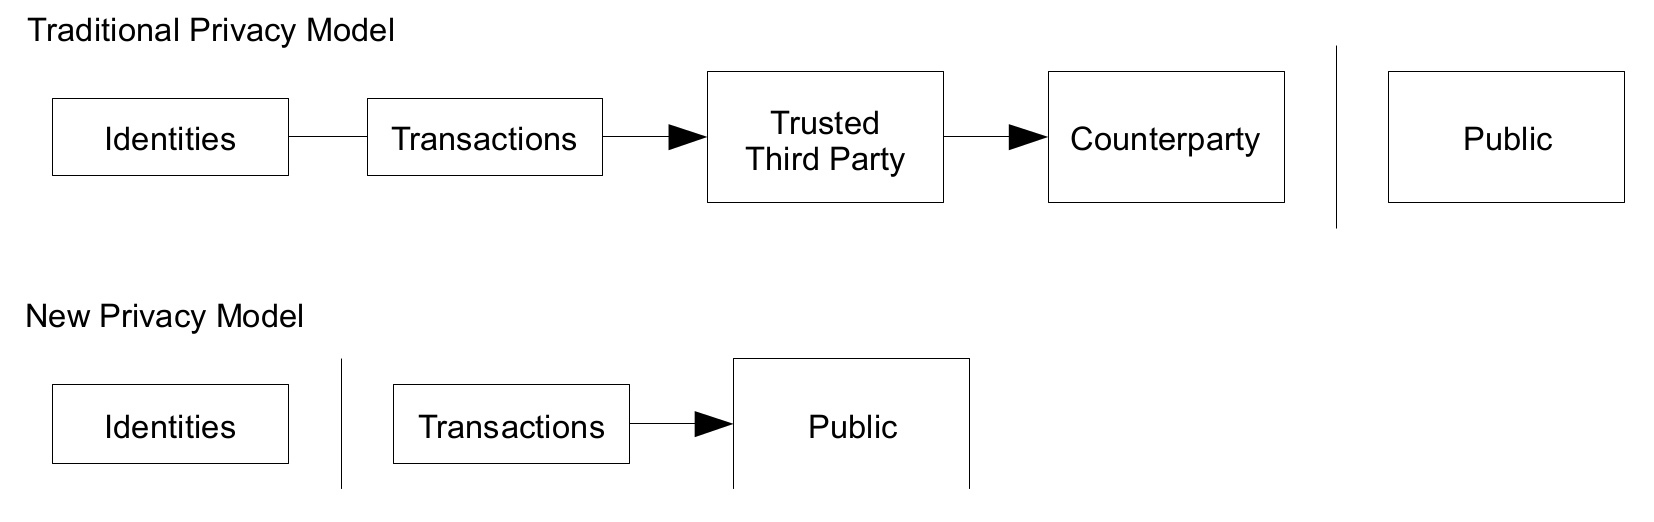 Traditional Privacy Model
Identities
Transactions
Trusted
Third Party
Counterparty
Public
New Privacy Model
Identities
Transactions
Public